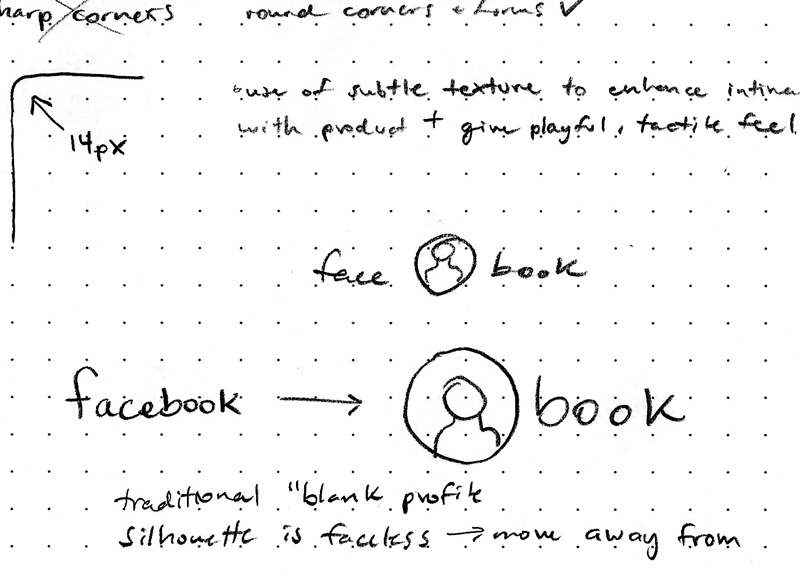 harp corners round corners + forms ✓
• use of subtle texture to enhance intima
with product + give playful, tactile feel
14px
face book
facebook → book
traditional "blank profile
silhouette is faceless → move away from